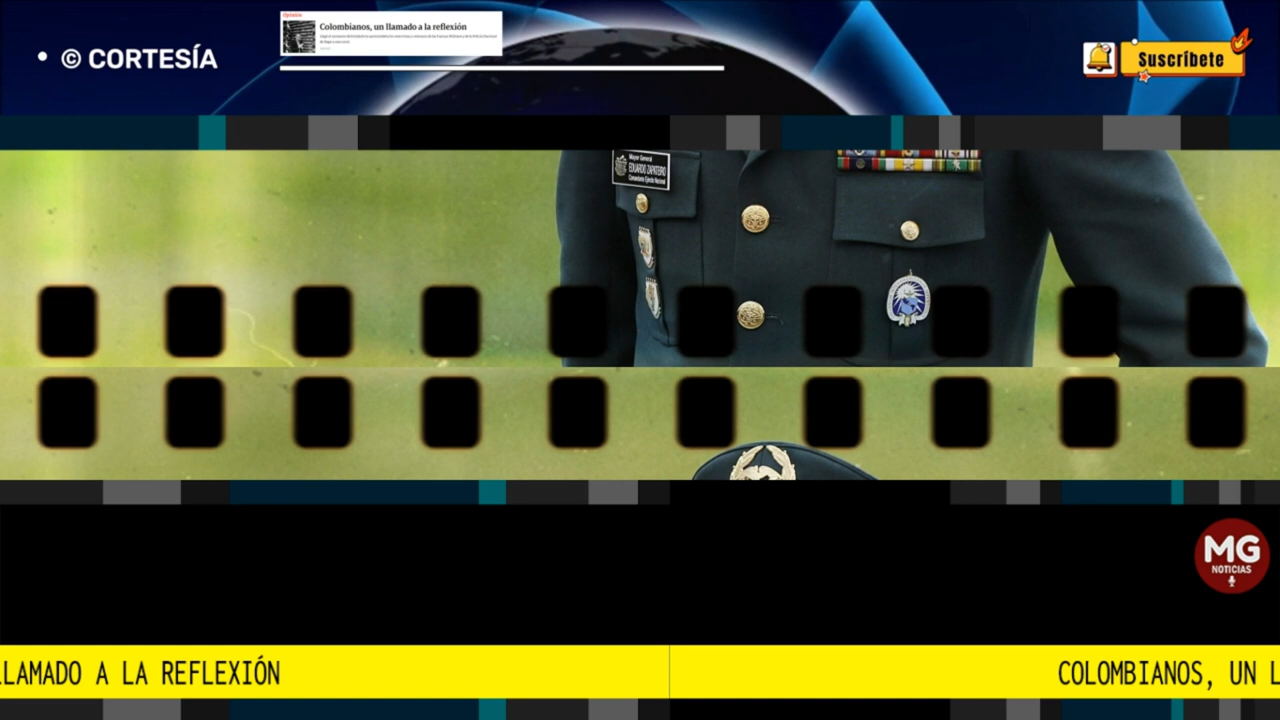 Opinión
Colombianos, un llamado a la reflexión
• © CORTESÍA
Suscríbete
Mayor General
EDUARDO ZAPATEIRO
Comandante Ejército Nacional
MG
NOTICIAS
LLAMADO A LA REFLEXIÓN
COLOMBIANOS, UN L